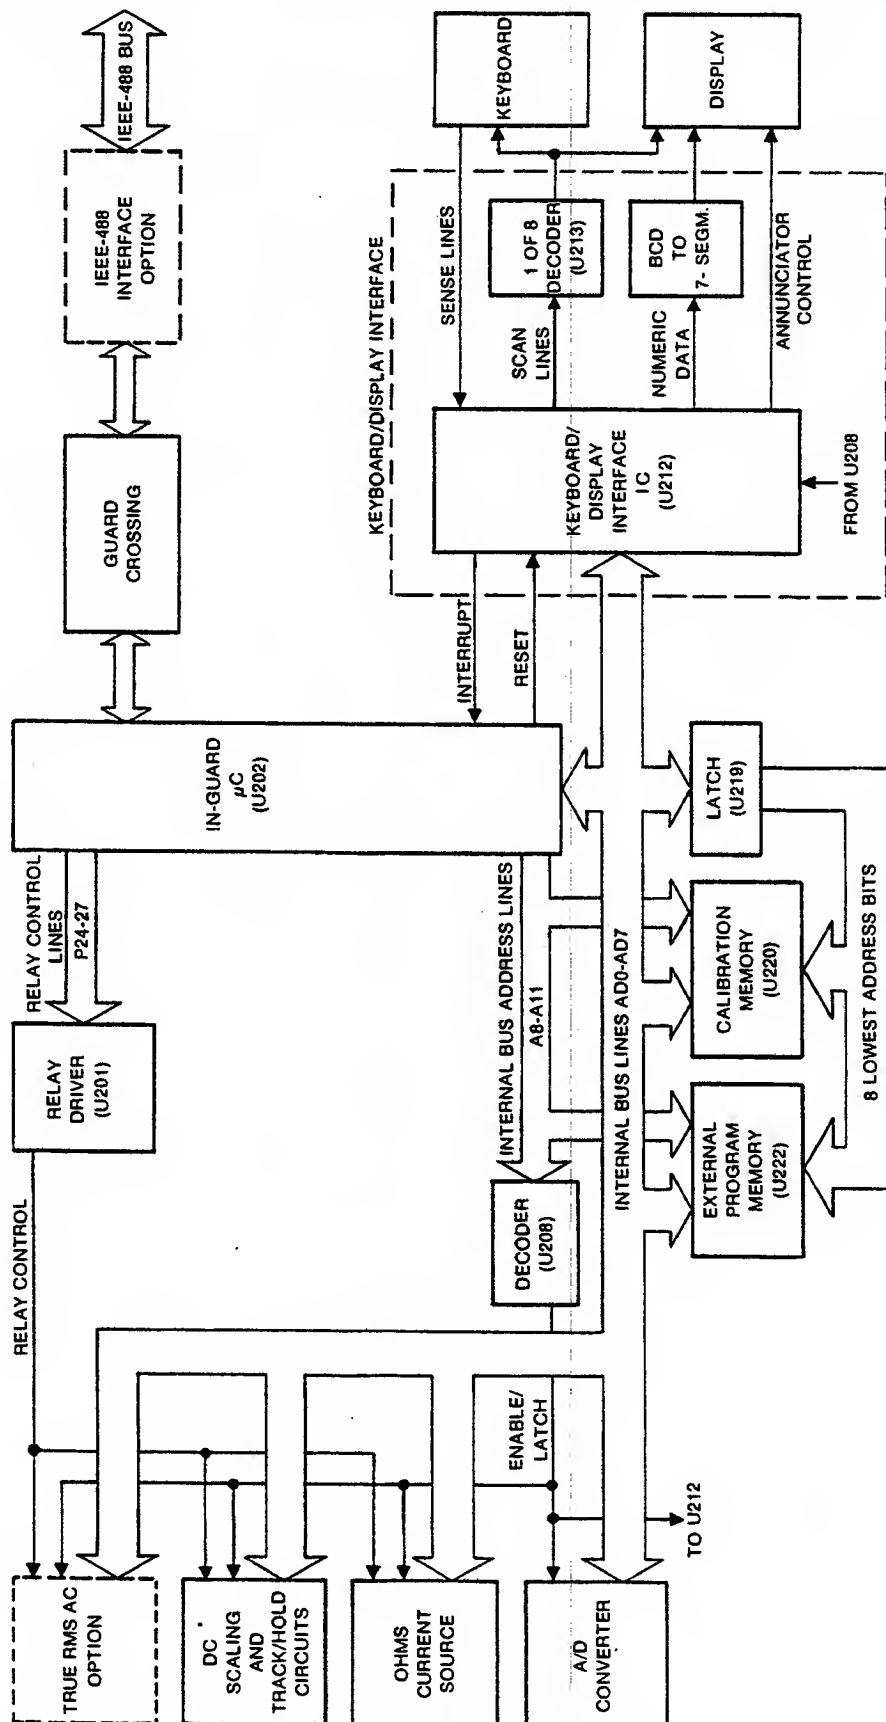 TRUE RMS AC
OPTION
DC
SCALING
AND
TRACK/HOLD
CIRCUITS
OHMS
CURRENT
SOURCE
A/D
CONVERTER
RELAY CONTROL
ENABLE/
LATCH
TO U212
RELAY
DRIVER
(U201)
DECODER
(U208)
RELAY CONTROL
LINES
P24-27
INTERNAL BUS ADDRESS LINES
A8-A11
INTERNAL BUS LINES AD0-AD7
EXTERNAL
PROGRAM
MEMORY
(U222)
CALIBRATION
MEMORY
(U220)
8 LOWEST ADDRESS BITS
IN-GUARD
µC
(U202)
LATCH
(U219)
INTERRUPT
RESET
GUARD
CROSSING
IEEE-488
INTERFACE
OPTION
IEEE-488 BUS
KEYBOARD/DISPLAY INTERFACE
KEYBOARD/
DISPLAY
INTERFACE
IC
(U212)
FROM U208
SENSE LINES
SCAN
LINES
NUMERIC
DATA
ANNUNCIATOR
CONTROL
1 OF 8
DECODER
(U213)
BCD
TO
7- SEGM.
KEYBOARD
DISPLAY